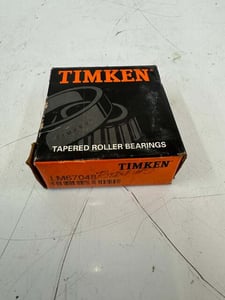 TIMKEN®
TAPERED ROLLER BEARINGS
TIMKEN
LM67048